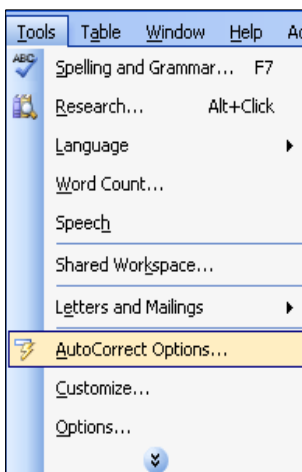 Tools Table Window Help
ABC
Spelling and Grammar... F7
Research... Alt+Click
Language
Word Count...
Speech
Shared Workspace...
Letters and Mailings
AutoCorrect Options...
Customize...
Options...